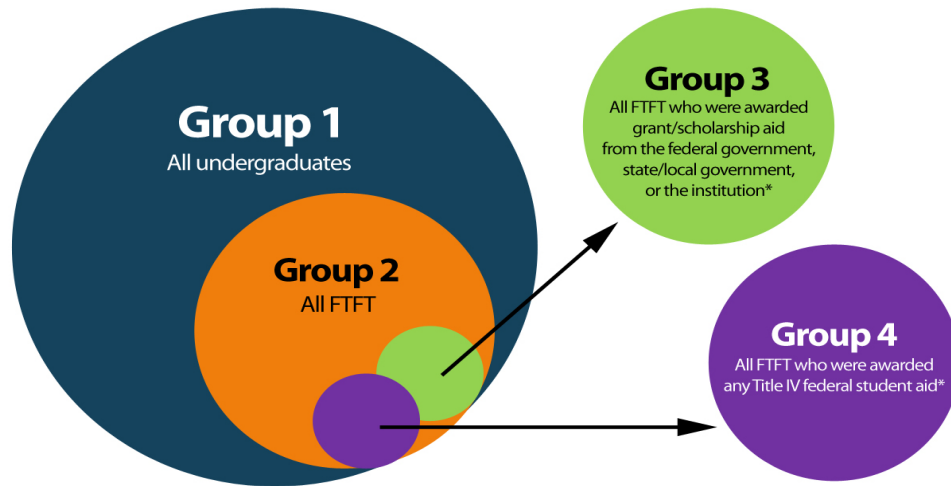 Group 1
All undergraduates
Group 2
All FTFT
Group 3
All FTFT who were awarded
grant/scholarship aid
from the federal government,
state/local government,
or the institution*
Group 4
All FTFT who were awarded
any Title IV federal student aid*